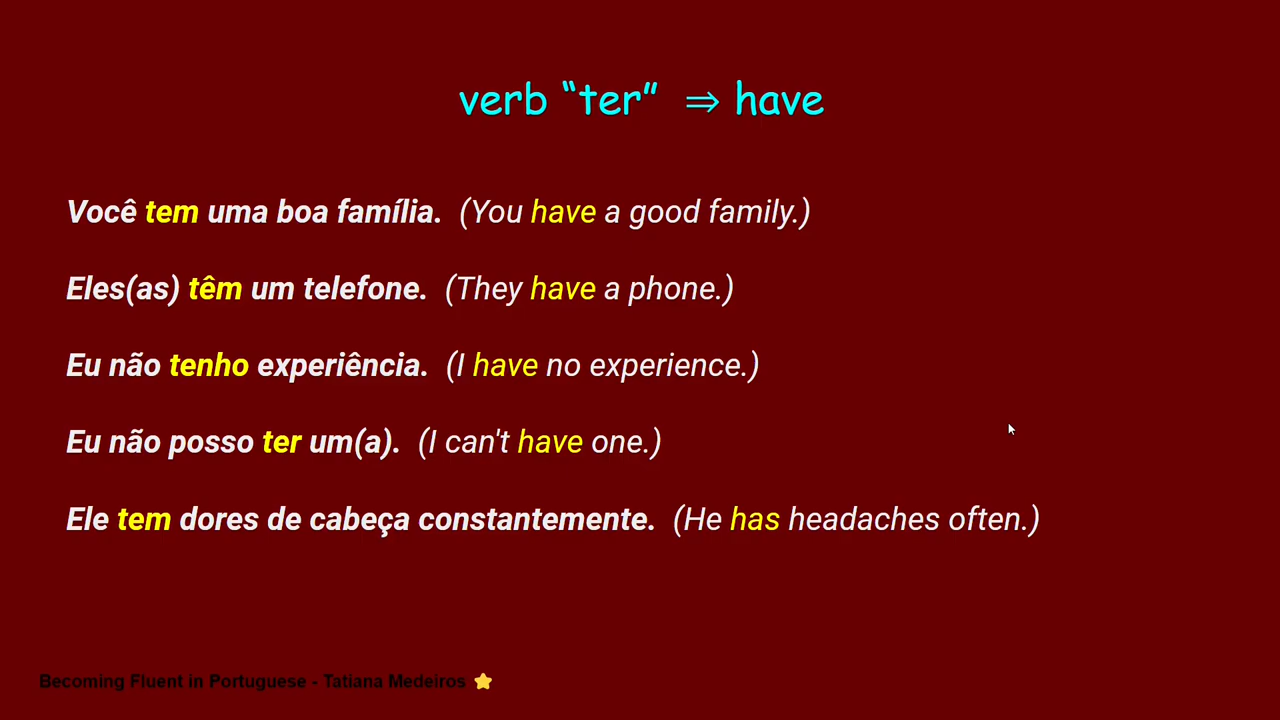 verb “ter” ⇒ have
Você tem uma boa família. (You have a good family.)
Eles(as) têm um telefone. (They have a phone.)
Eu não tenho experiência. (I have no experience.)
Eu não posso ter um(a). (I can't have one.)
Ele tem dores de cabeça constantemente. (He has headaches often.)
Becoming Fluent in Portuguese - Tatiana Medeiros